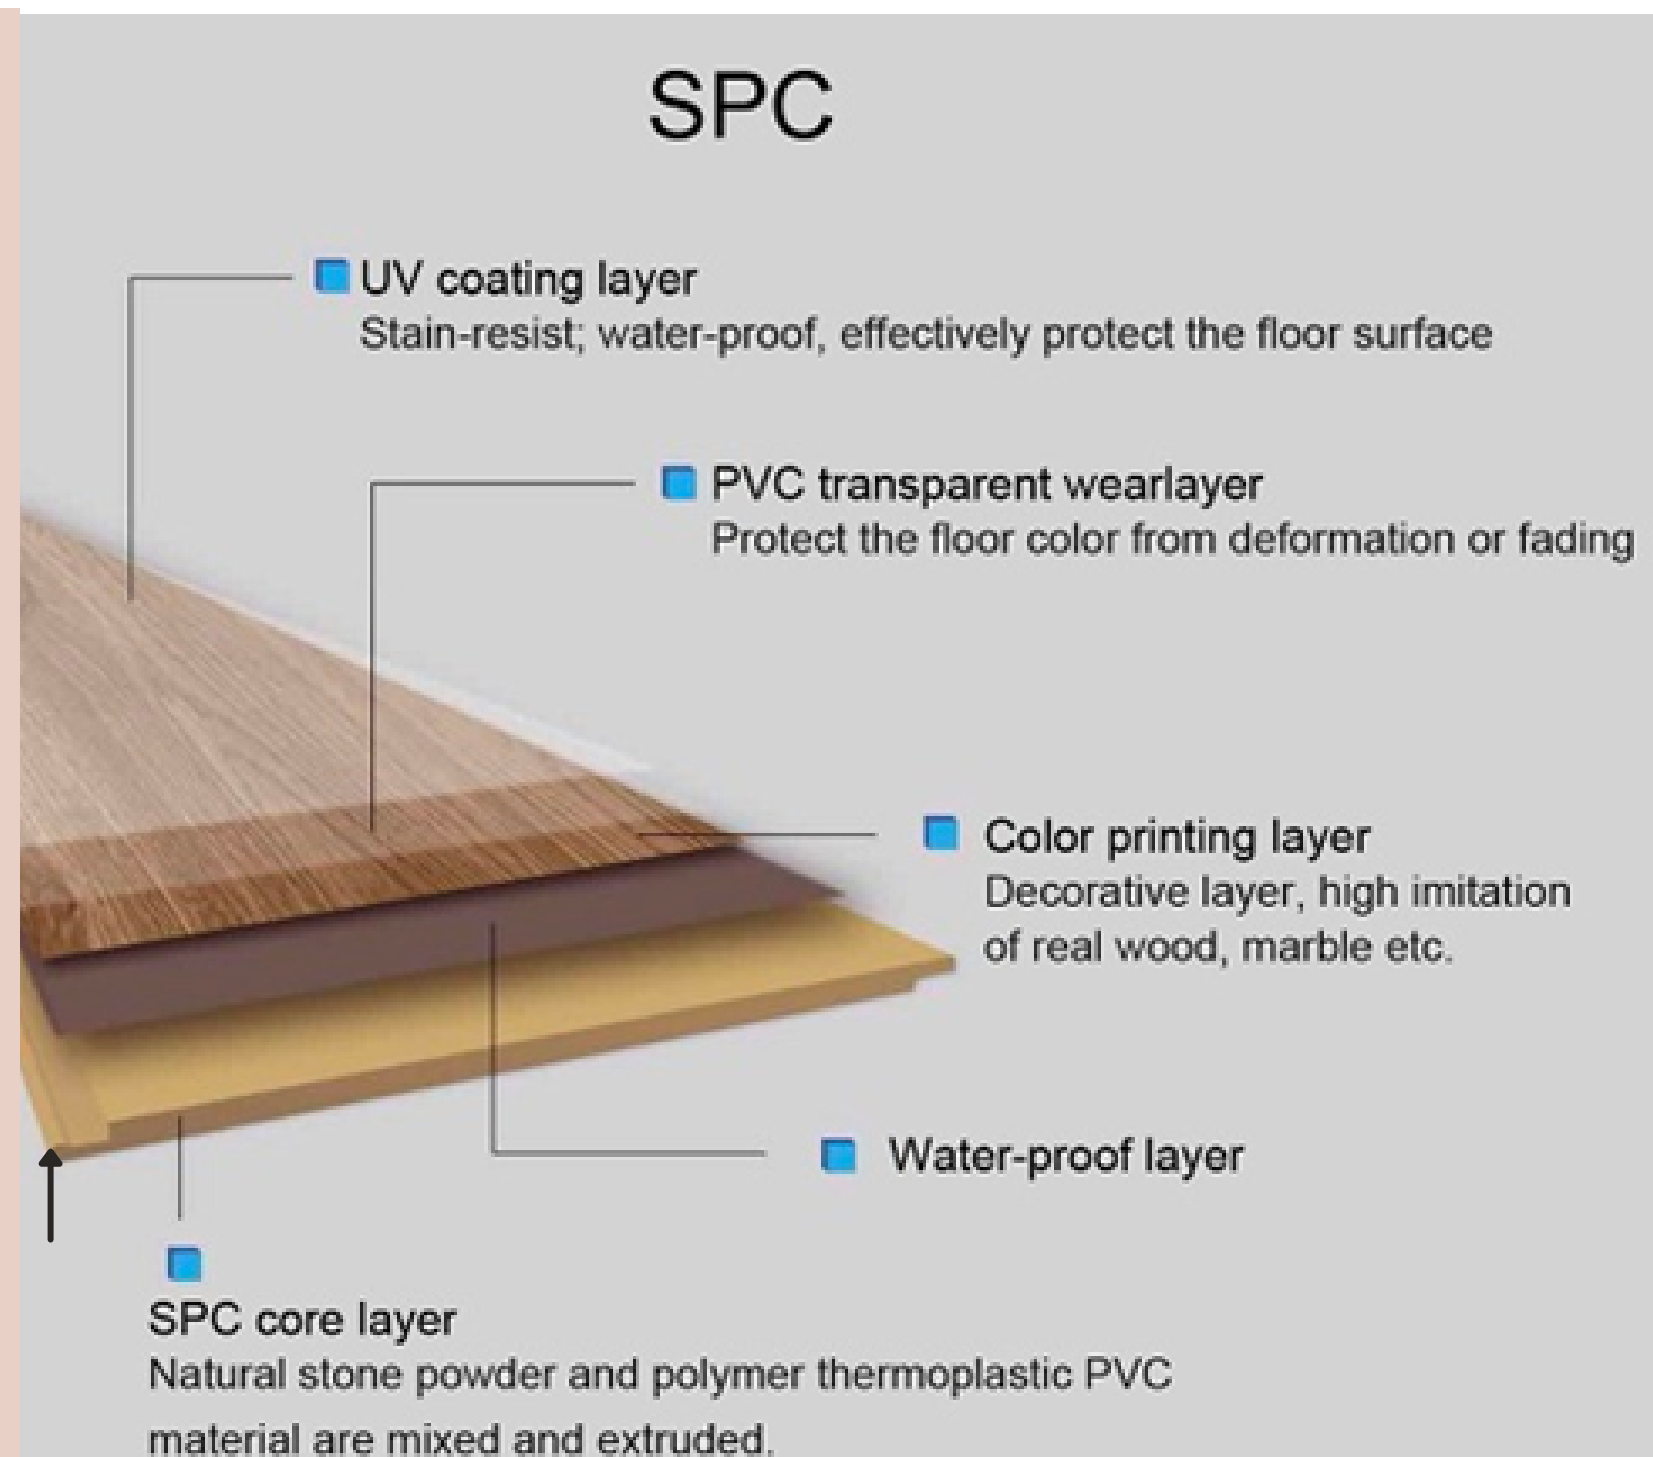 SPC
UV coating layer
Stain-resist; water-proof, effectively protect the floor surface
PVC transparent wearlayer
Protect the floor color from deformation or fading
Color printing layer
Decorative layer, high imitation
of real wood, marble etc.
Water-proof layer
SPC core layer
Natural stone powder and polymer thermoplastic PVC
material are mixed and extruded.